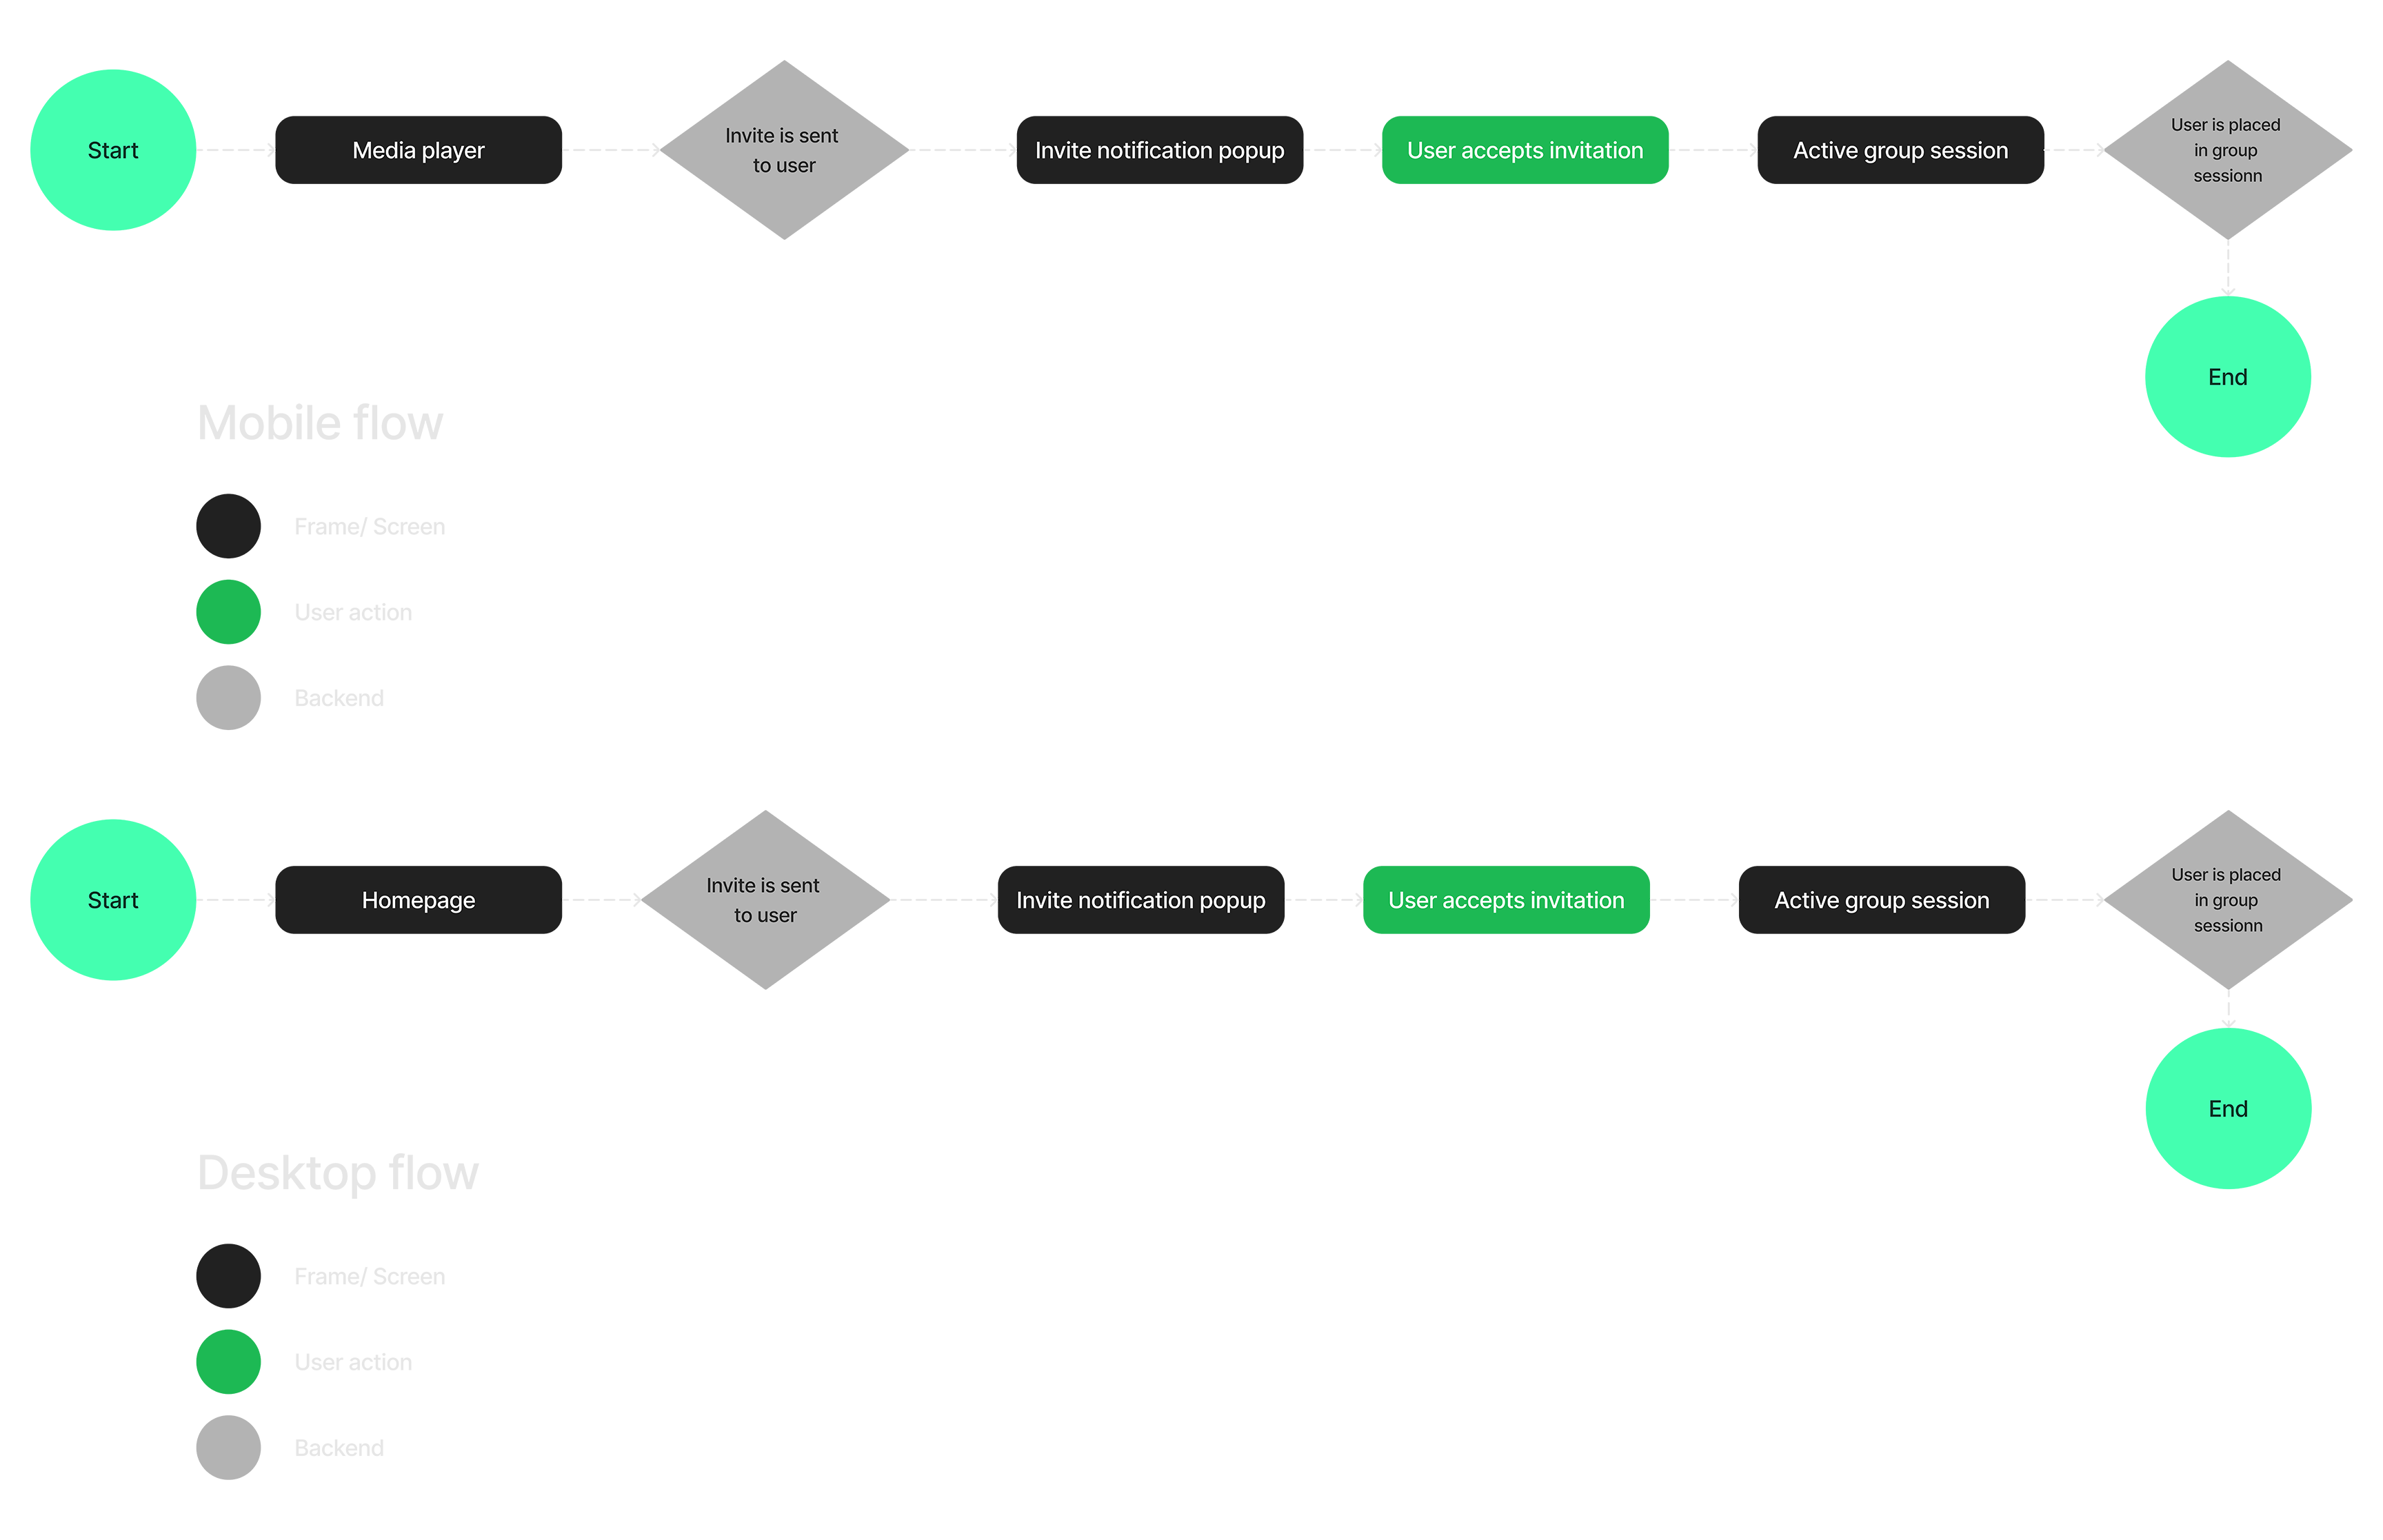 Start
Media player
Invite is sent
to user
Invite notification popup
User accepts invitation
Active group session
User is placed
in group
sessionn
End
Mobile flow
Frame/ Screen
User action
Backend
Start
Homepage
Invite is sent
to user
Invite notification popup
User accepts invitation
Active group session
User is placed
in group
sessionn
End
Desktop flow
Frame/ Screen
User action
Backend